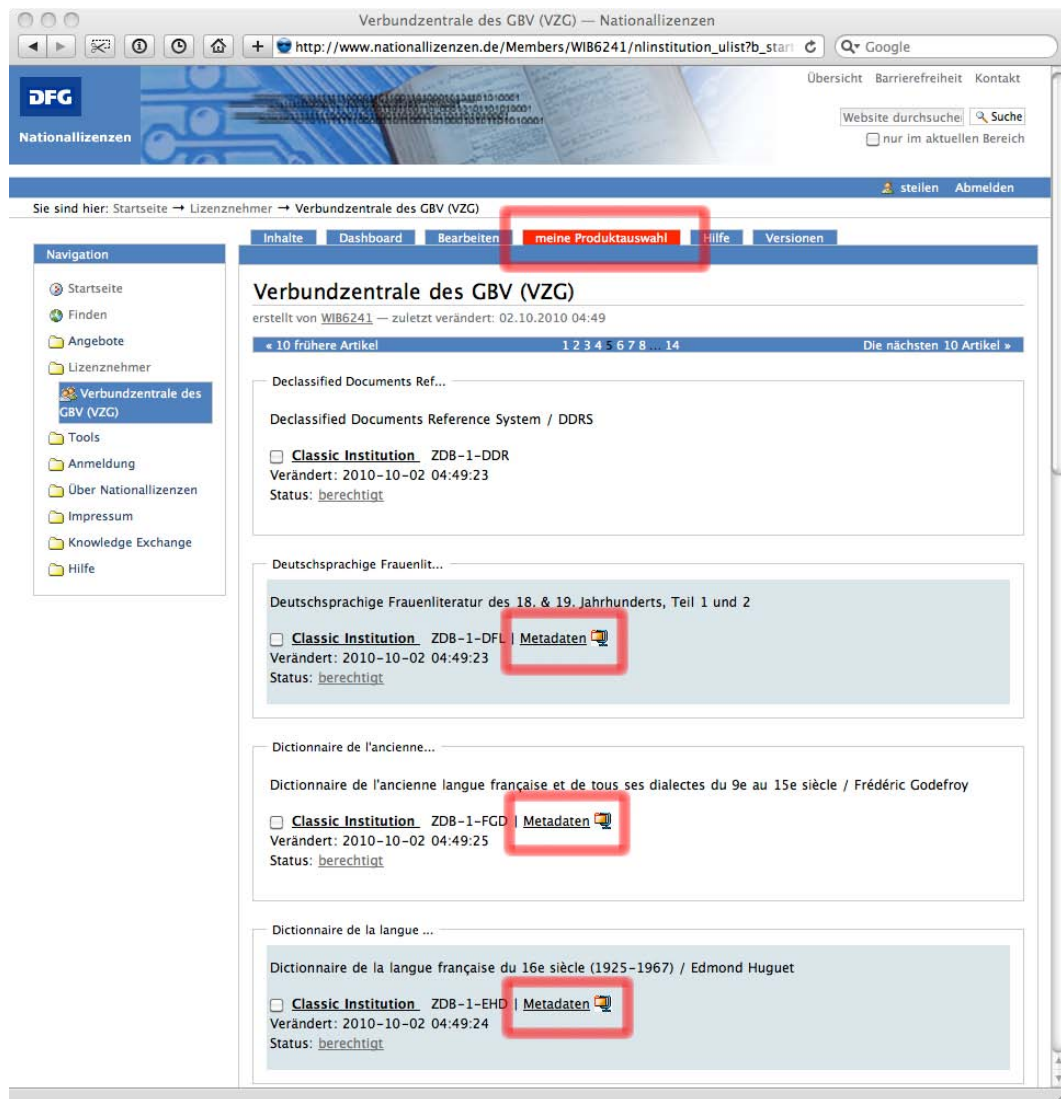 Verbundzentrale des GBV (VZG) — Nationallizenzen
http://www.nationallizenzen.de/Members/WIB6241/nlinstitution_ulist?b_start
Google
Übersicht Barrierefreiheit Kontakt
DFG
Nationallizenzen
Website durchsuche Suche
nur im aktuellen Bereich
steilen Abmelden
Sie sind hier: Startseite → Lizenznehmer → Verbundzentrale des GBV (VZG)
Inhalte Dashboard Bearbeiten meine Produktauswahl Hilfe Versionen
Navigation
Startseite
Finden
Angebote
Lizenznehmer
Verbundzentrale des
GBV (VZG)
Tools
Anmeldung
Über Nationallizenzen
Impressum
Knowledge Exchange
Hilfe
Verbundzentrale des GBV (VZG)
erstellt von WIB6241 — zuletzt verändert: 02.10.2010 04:49
« 10 frühere Artikel 1 2 3 4 5 6 7 8 ... 14 Die nächsten 10 Artikel »
Declassified Documents Ref...
Declassified Documents Reference System / DDRS
Classic Institution ZDB-1-DDR
Verändert: 2010-10-02 04:49:23
Status: berechtigt
Deutschsprachige Frauenlit...
Deutschsprachige Frauenliteratur des 18. & 19. Jahrhunderts, Teil 1 und 2
Classic Institution ZDB-1-DFL | Metadaten
Verändert: 2010-10-02 04:49:23
Status: berechtigt
Dictionnaire de l'ancienne...
Dictionnaire de l'ancienne langue française et de tous ses dialectes du 9e au 15e siècle / Frédéric Godefroy
Classic Institution ZDB-1-FGD | Metadaten
Verändert: 2010-10-02 04:49:25
Status: berechtigt
Dictionnaire de la langue ...
Dictionnaire de la langue française du 16e siècle (1925-1967) / Edmond Huguet
Classic Institution ZDB-1-EHD | Metadaten
Verändert: 2010-10-02 04:49:24
Status: berechtigt